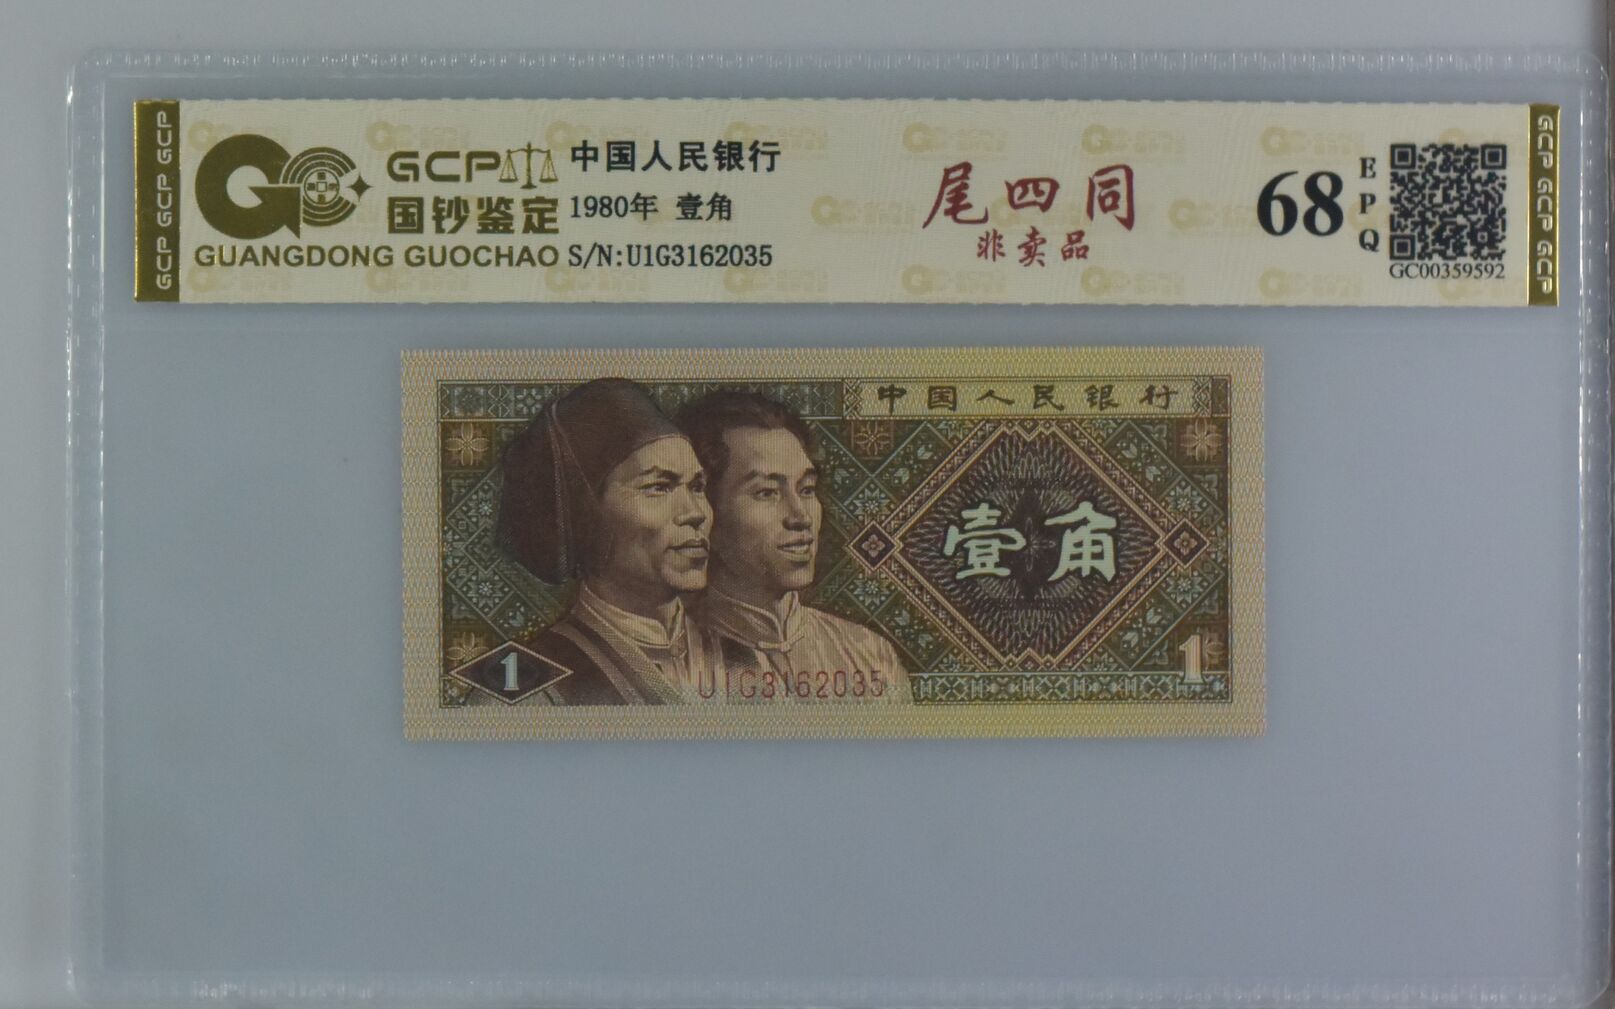 GCP GCP GCP
GCP
国钞鉴定
GUANGDONG GUOCHAO
中国人民银行
1980年 壹角
S/N:U1G3162035
尾四同
非卖品
68
EPQ
GC00359592
GCP GCP GCP
中国人民银行
壹角
1
U1G3162035
1